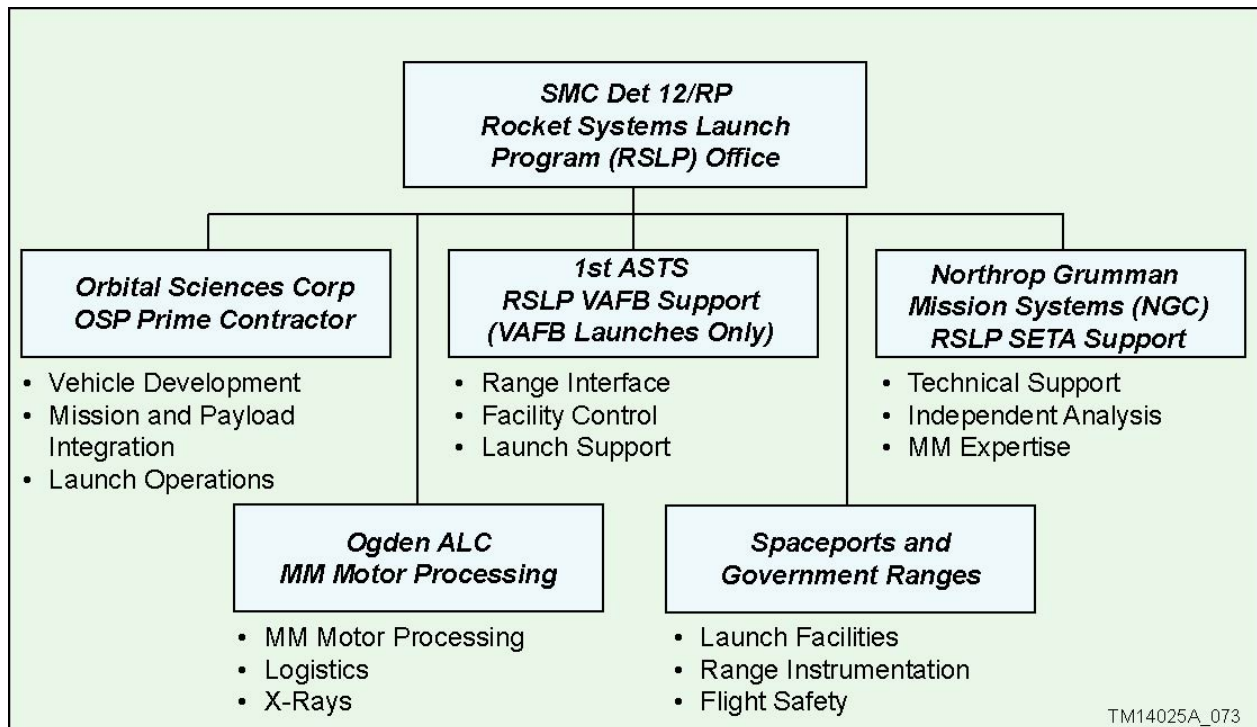 SMC Det 12/RP
Rocket Systems Launch
Program (RSLP) Office
Orbital Sciences Corp
OSP Prime Contractor
• Vehicle Development
• Mission and Payload
Integration
• Launch Operations
1st ASTS
RSLP VAFB Support
(VAFB Launches Only)
• Range Interface
• Facility Control
• Launch Support
Northrop Grumman
Mission Systems (NGC)
RSLP SETA Support
• Technical Support
• Independent Analysis
• MM Expertise
Ogden ALC
MM Motor Processing
• MM Motor Processing
• Logistics
• X-Rays
Spaceports and
Government Ranges
• Launch Facilities
• Range Instrumentation
• Flight Safety
TM14025A_073